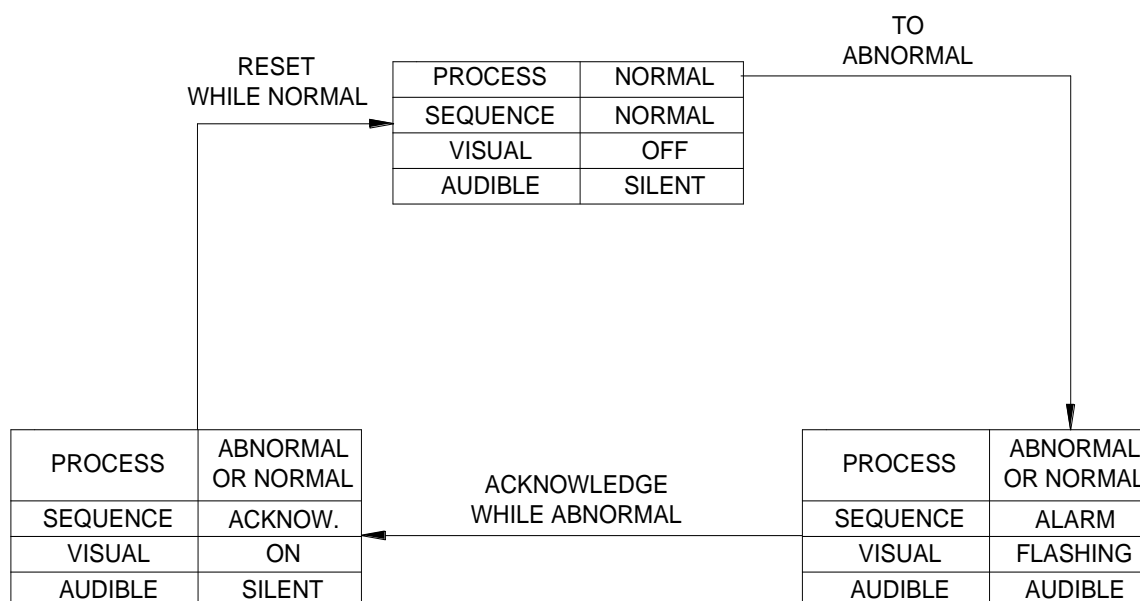 TO
ABNORMAL
RESET
WHILE NORMAL
PROCESS NORMAL
SEQUENCE NORMAL
VISUAL OFF
AUDIBLE SILENT
PROCESS ABNORMAL
OR NORMAL
SEQUENCE ACKNOW.
VISUAL ON
AUDIBLE SILENT
ACKNOWLEDGE
WHILE ABNORMAL
PROCESS ABNORMAL
OR NORMAL
SEQUENCE ALARM
VISUAL FLASHING
AUDIBLE AUDIBLE